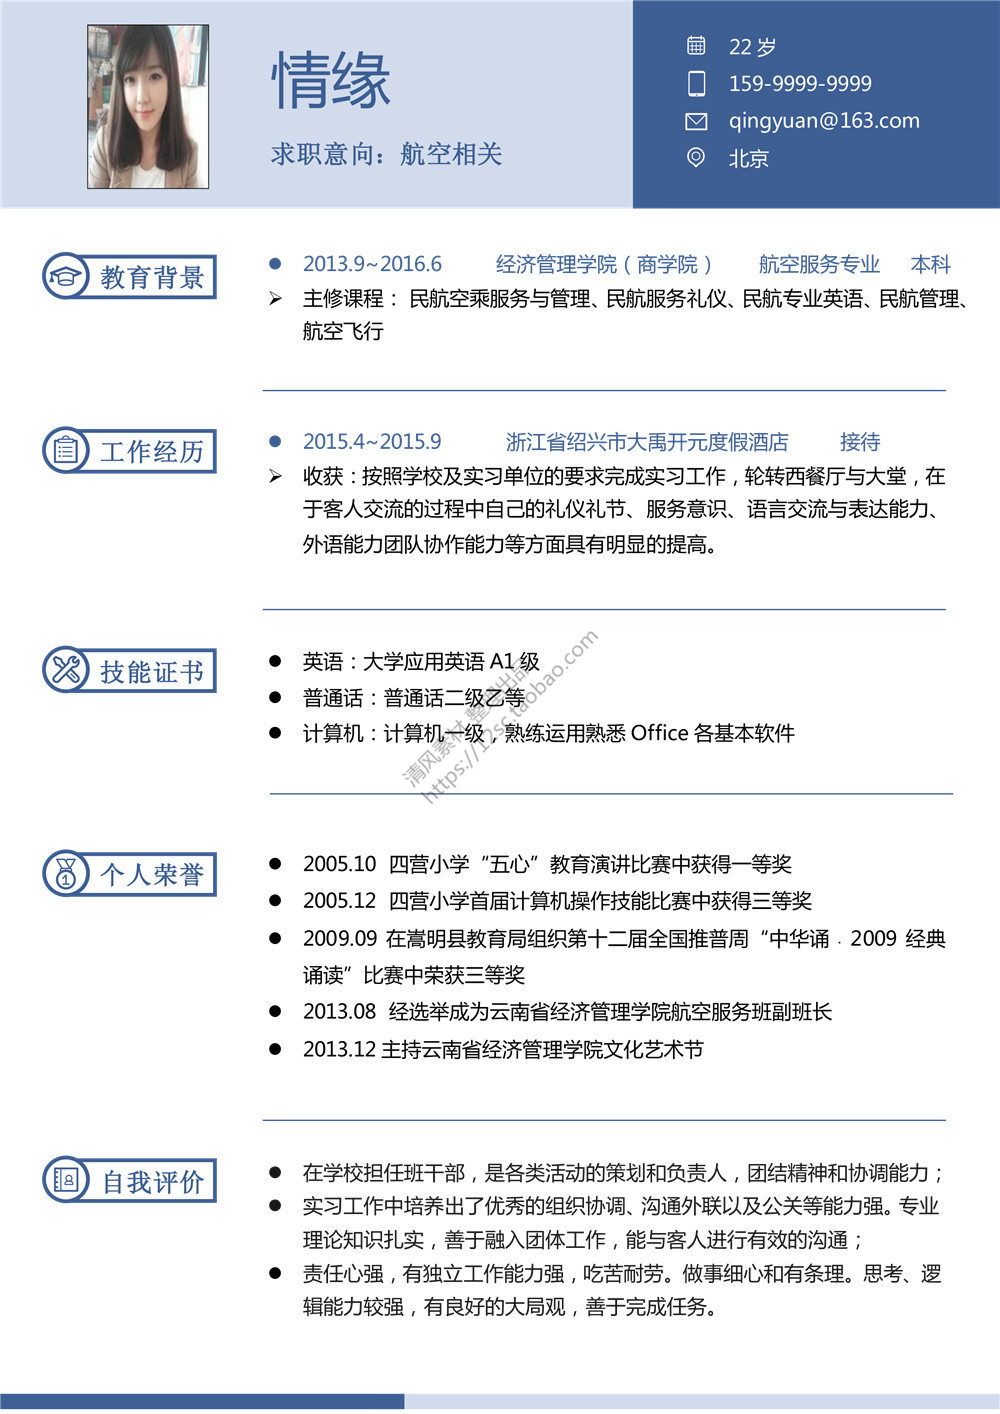 情缘
求职意向：航空相关
22 岁
159-9999-9999
qingyuan@163.com
北京
教育背景
2013.9~2016.6 经济管理学院（商学院） 航空服务专业 本科
主修课程： 民航空乘服务与管理、民航服务礼仪、民航专业英语、民航管理、
航空飞行
工作经历
2015.4~2015.9 浙江省绍兴市大禹开元度假酒店 接待
收获：按照学校及实习单位的要求完成实习工作，轮转西餐厅与大堂，在
于客人交流的过程中自己的礼仪礼节、服务意识、语言交流与表达能力、
外语能力团队协作能力等方面具有明显的提高。
技能证书
英语：大学应用英语 A1 级
普通话：普通话二级乙等
计算机：计算机一级，熟练运用熟悉 Office 各基本软件
清风素材 整理出品
https://12sc.taobao.com
个人荣誉
1
2005.10 四营小学“五心”教育演讲比赛中获得一等奖
2005.12 四营小学首届计算机操作技能比赛中获得三等奖
2009.09 在嵩明县教育局组织第十二届全国推普周“中华诵﹒2009 经典
诵读”比赛中荣获三等奖
2013.08 经选举成为云南省经济管理学院航空服务班副班长
2013.12 主持云南省经济管理学院文化艺术节
自我评价
在学校担任班干部，是各类活动的策划和负责人，团结精神和协调能力；
实习工作中培养出了优秀的组织协调、沟通外联以及公关等能力强。专业
理论知识扎实，善于融入团体工作，能与客人进行有效的沟通；
责任心强，有独立工作能力强，吃苦耐劳。做事细心和有条理。思考、逻
辑能力较强，有良好的大局观，善于完成任务。